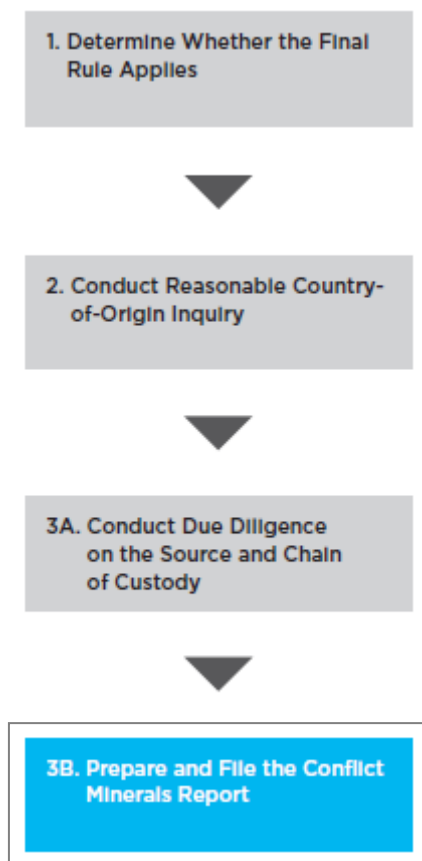 1. Determine Whether the Final
Rule Applies
2. Conduct Reasonable Country-
of-Origin Inquiry
3A. Conduct Due Diligence
on the Source and Chain
of Custody
3B. Prepare and File the Conflict
Minerals Report